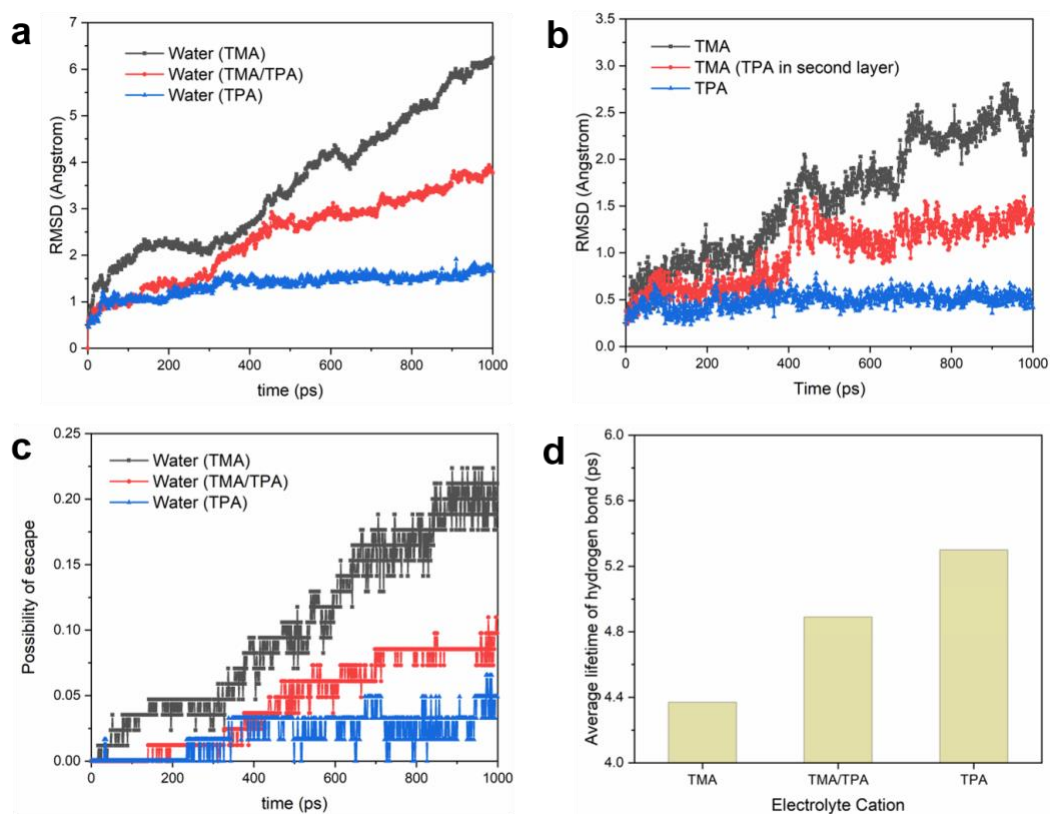 a
7
6
5
4
3
2
1
0
RMSD (Angstrom)
Water (TMA)
Water (TMA/TPA)
Water (TPA)
0 200 400 600 800 1000
time (ps)
b
3.5
3.0
2.5
2.0
1.5
1.0
0.5
0.0
RMSD (Angstrom)
TMA
TMA (TPA in second layer)
TPA
0 200 400 600 800 1000
Time (ps)
c
0.25
0.20
0.15
0.10
0.05
0.00
Possibility of escape
Water (TMA)
Water (TMA/TPA)
Water (TPA)
0 200 400 600 800 1000
time (ps)
d
6.0
5.6
5.2
4.8
4.4
4.0
Average lifetime of hydrogen bond (ps)
TMA TMA/TPA TPA
Electrolyte Cation